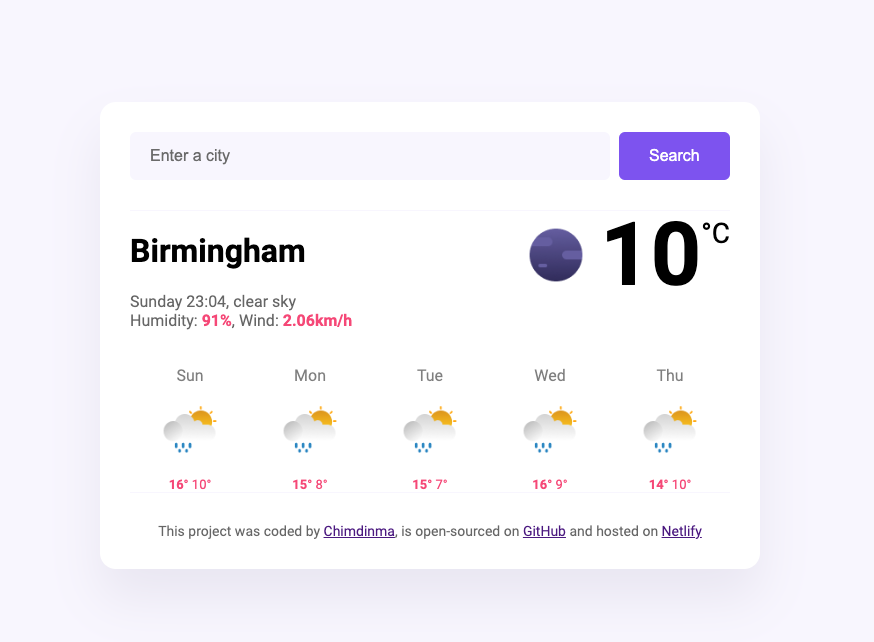 Enter a city
Search
Birmingham
10°C
Sunday 23:04, clear sky
Humidity: 91%, Wind: 2.06km/h
Sun Mon Tue Wed Thu
16° 10° 15° 8° 15° 7° 16° 9° 14° 10°
This project was coded by Chimdinma, is open-sourced on GitHub and hosted on Netlify